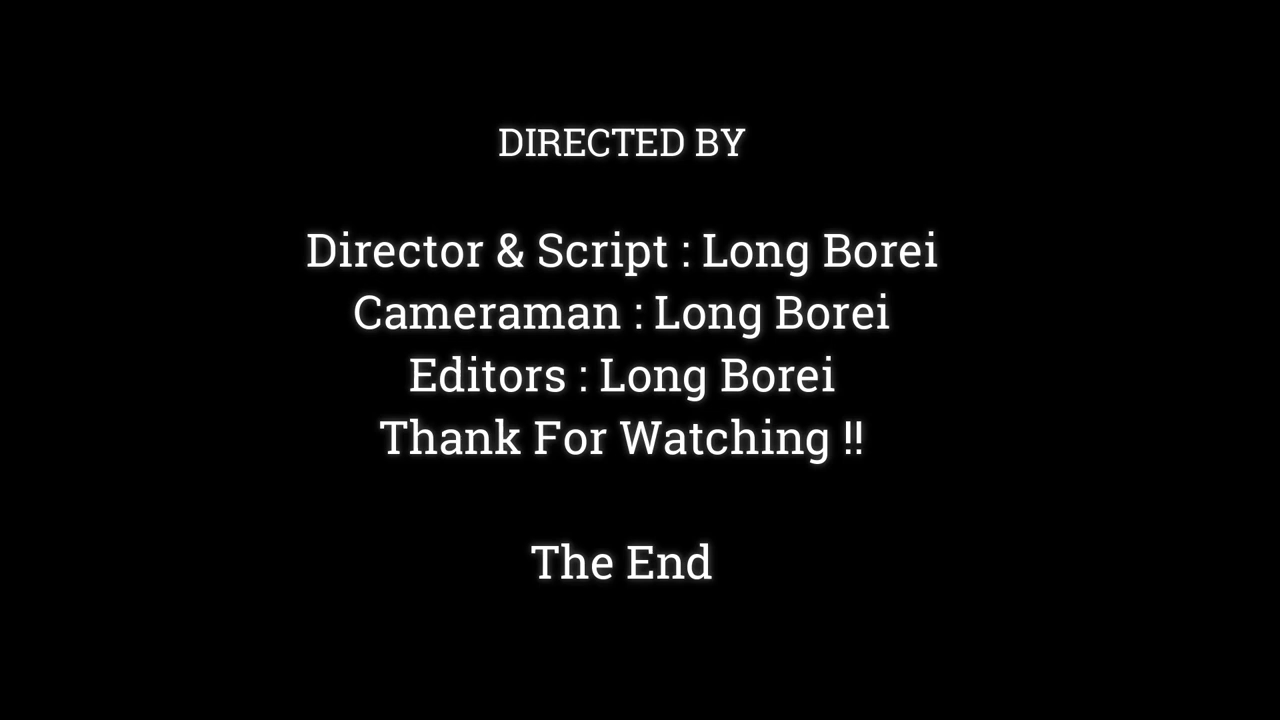 DIRECTED BY
Director & Script : Long Borei
Cameraman : Long Borei
Editors : Long Borei
Thank For Watching !!
The End